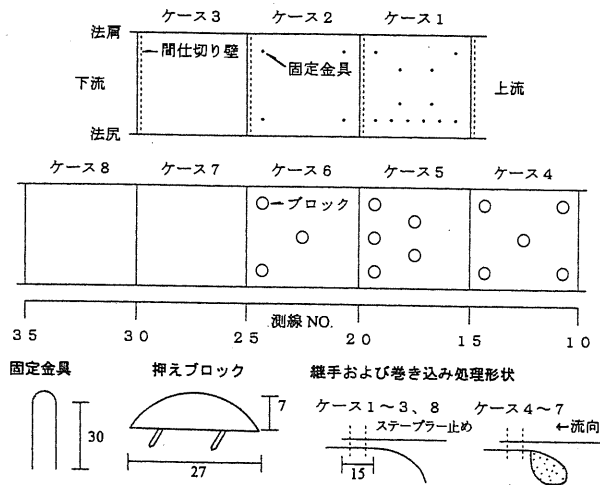 ケース3 ケース2 ケース1
法肩
間仕切り壁
固定金具
下流
上流
法尻
ケース8 ケース7 ケース6 ケース5 ケース4
ブロック
測線 NO.
35 30 25 20 15 10
固定金具 押えブロック 継手および巻き込み処理形状
ケース1〜3、8 ケース4〜7
ステープラー止め ←流向
7
30
15
27